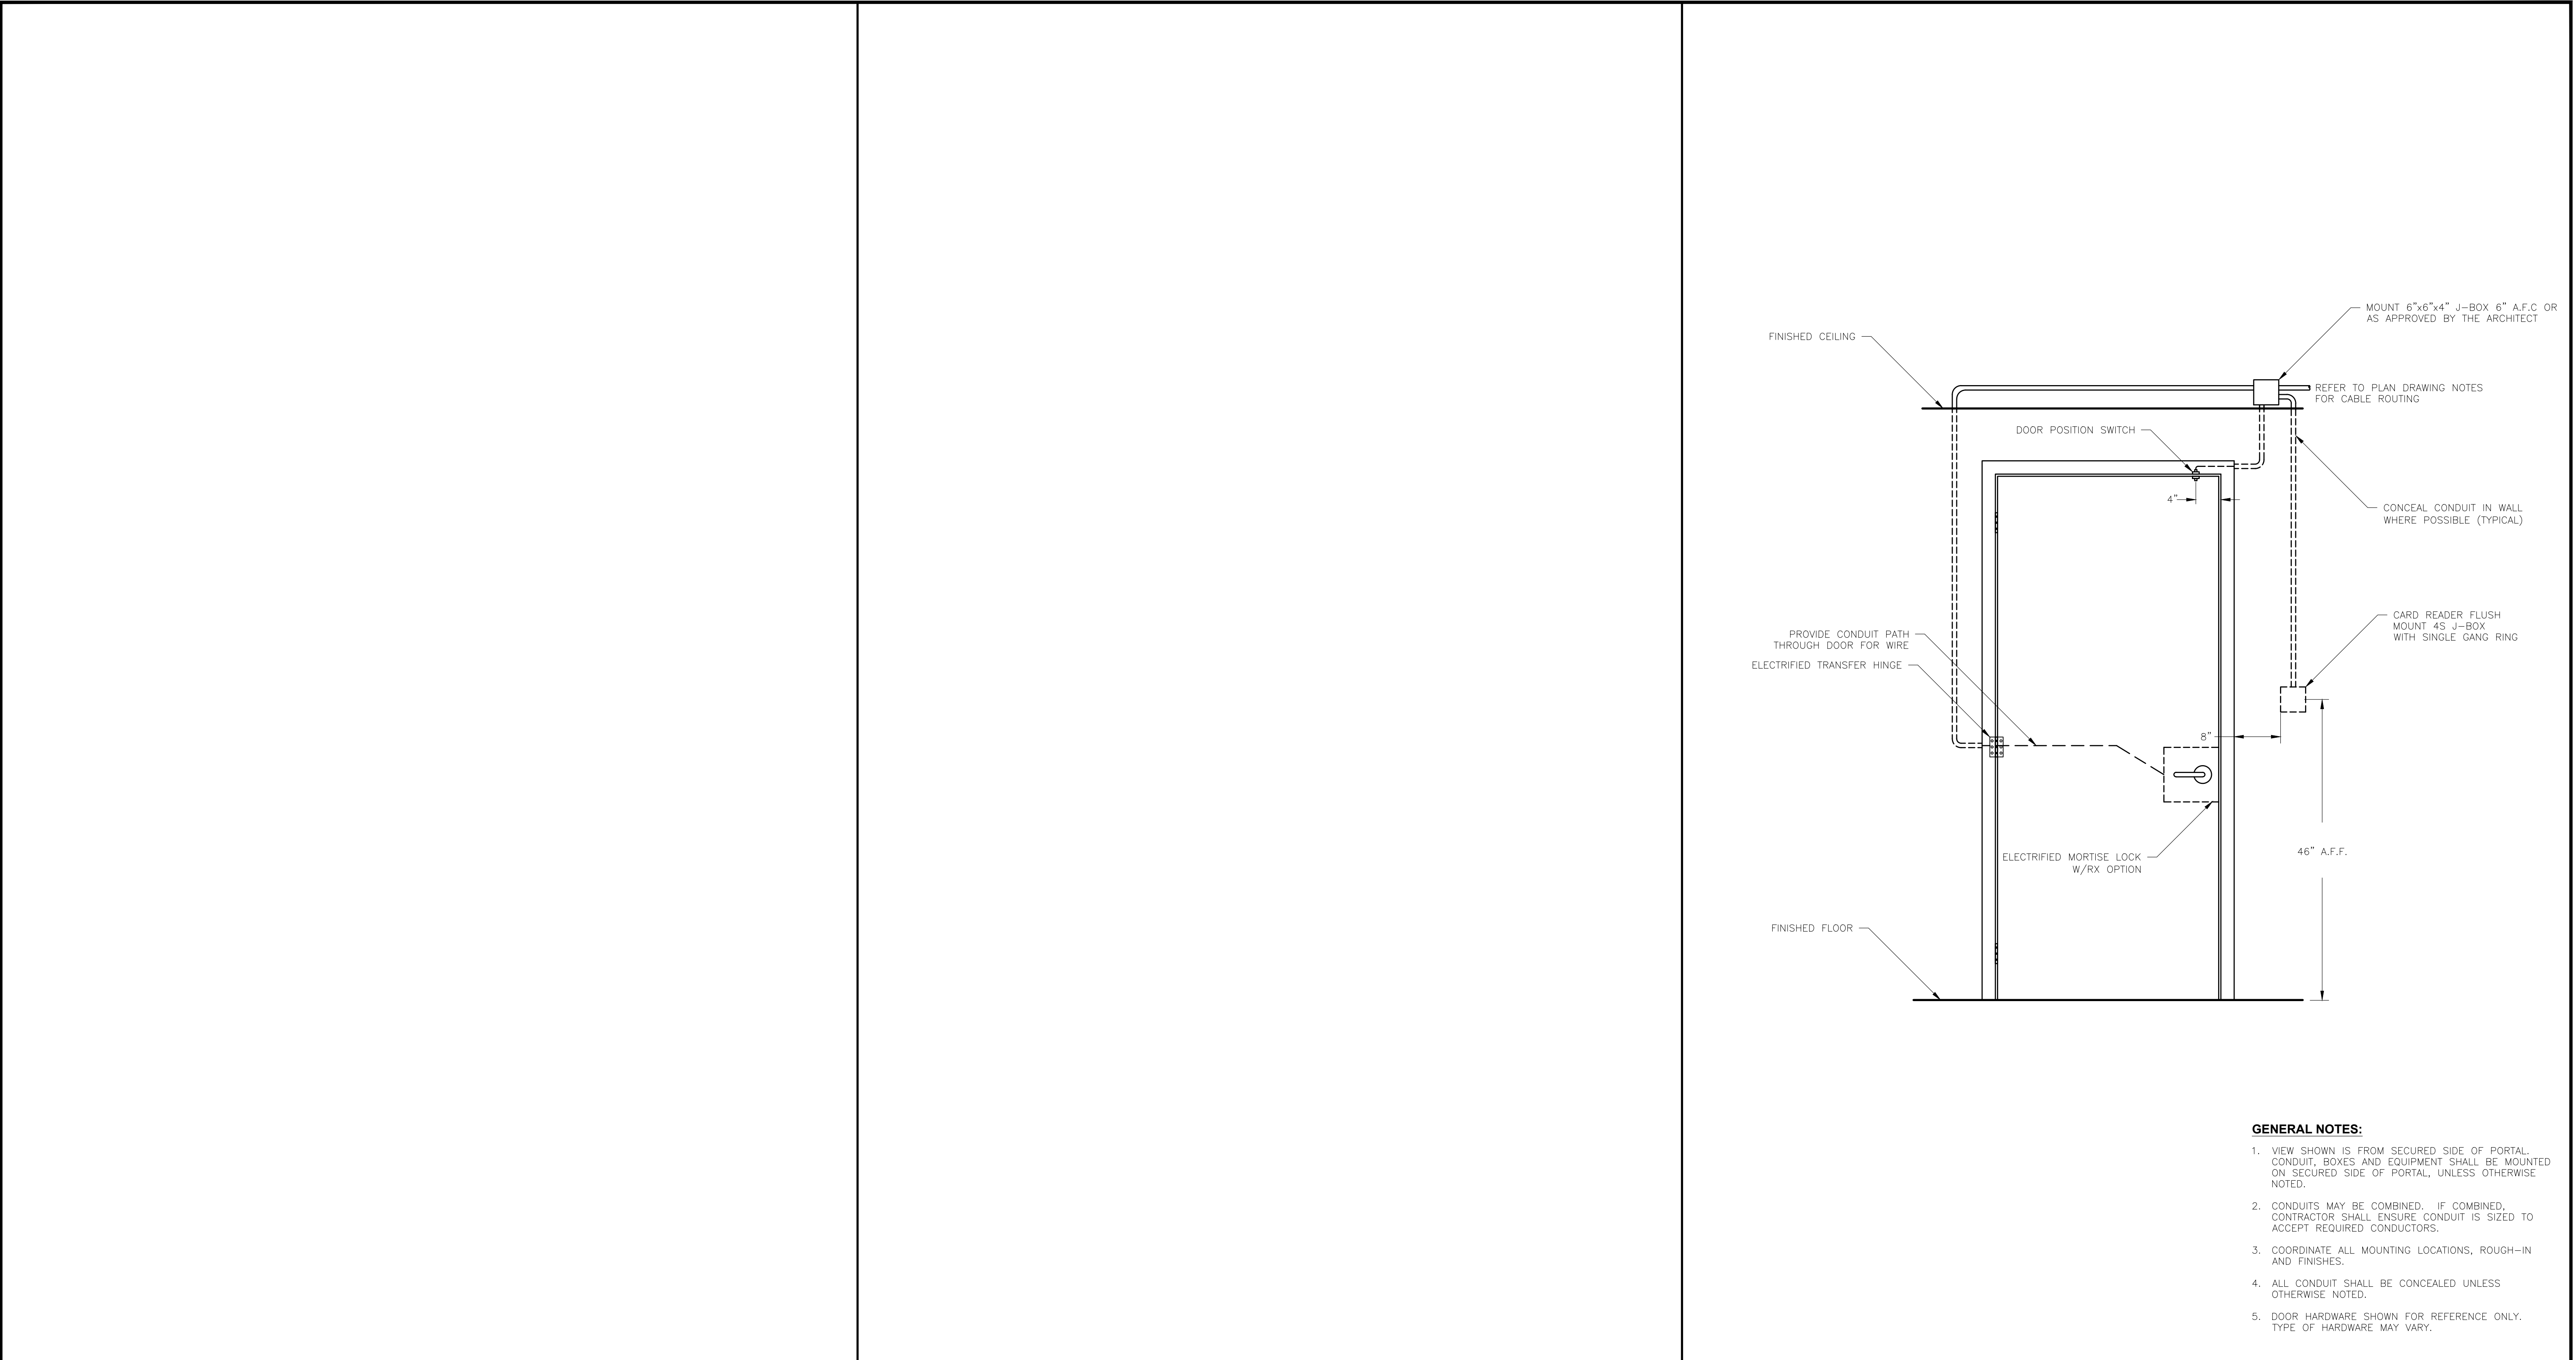 MOUNT 6"x6"x4" J-BOX 6" A.F.C OR
AS APPROVED BY THE ARCHITECT
FINISHED CEILING
REFER TO PLAN DRAWING NOTES
FOR CABLE ROUTING
DOOR POSITION SWITCH
4"
CONCEAL CONDUIT IN WALL
WHERE POSSIBLE (TYPICAL)
CARD READER FLUSH
MOUNT 4S J-BOX
WITH SINGLE GANG RING
PROVIDE CONDUIT PATH
THROUGH DOOR FOR WIRE
ELECTRIFIED TRANSFER HINGE
8"
46" A.F.F.
ELECTRIFIED MORTISE LOCK
W/RX OPTION
FINISHED FLOOR
GENERAL NOTES:
1. VIEW SHOWN IS FROM SECURED SIDE OF PORTAL.
CONDUIT, BOXES AND EQUIPMENT SHALL BE MOUNTED
ON SECURED SIDE OF PORTAL, UNLESS OTHERWISE
NOTED.
2. CONDUITS MAY BE COMBINED. IF COMBINED,
CONTRACTOR SHALL ENSURE CONDUIT IS SIZED TO
ACCEPT REQUIRED CONDUCTORS.
3. COORDINATE ALL MOUNTING LOCATIONS, ROUGH-IN
AND FINISHES.
4. ALL CONDUIT SHALL BE CONCEALED UNLESS
OTHERWISE NOTED.
5. DOOR HARDWARE SHOWN FOR REFERENCE ONLY.
TYPE OF HARDWARE MAY VARY.